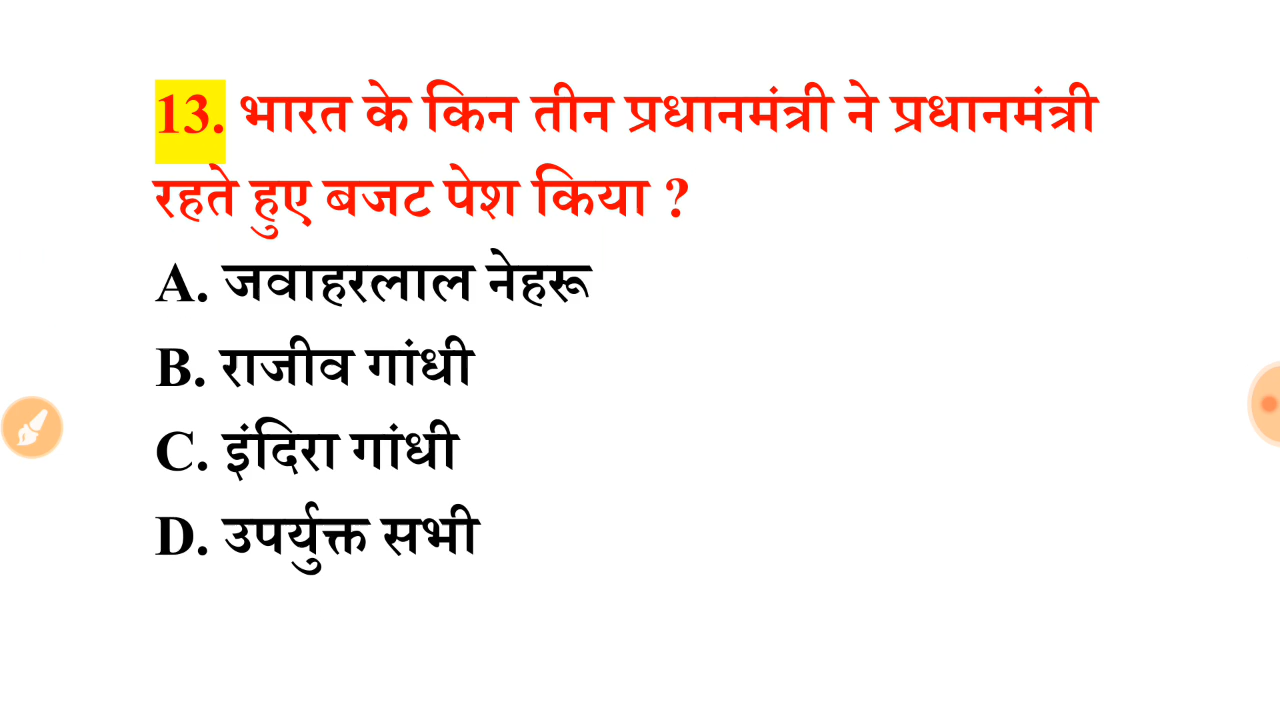 13. भारत के किन तीन प्रधानमंत्री ने प्रधानमंत्री
रहते हुए बजट पेश किया ?
A. जवाहरलाल नेहरू
B. राजीव गांधी
C. इंदिरा गांधी
D. उपर्युक्त सभी